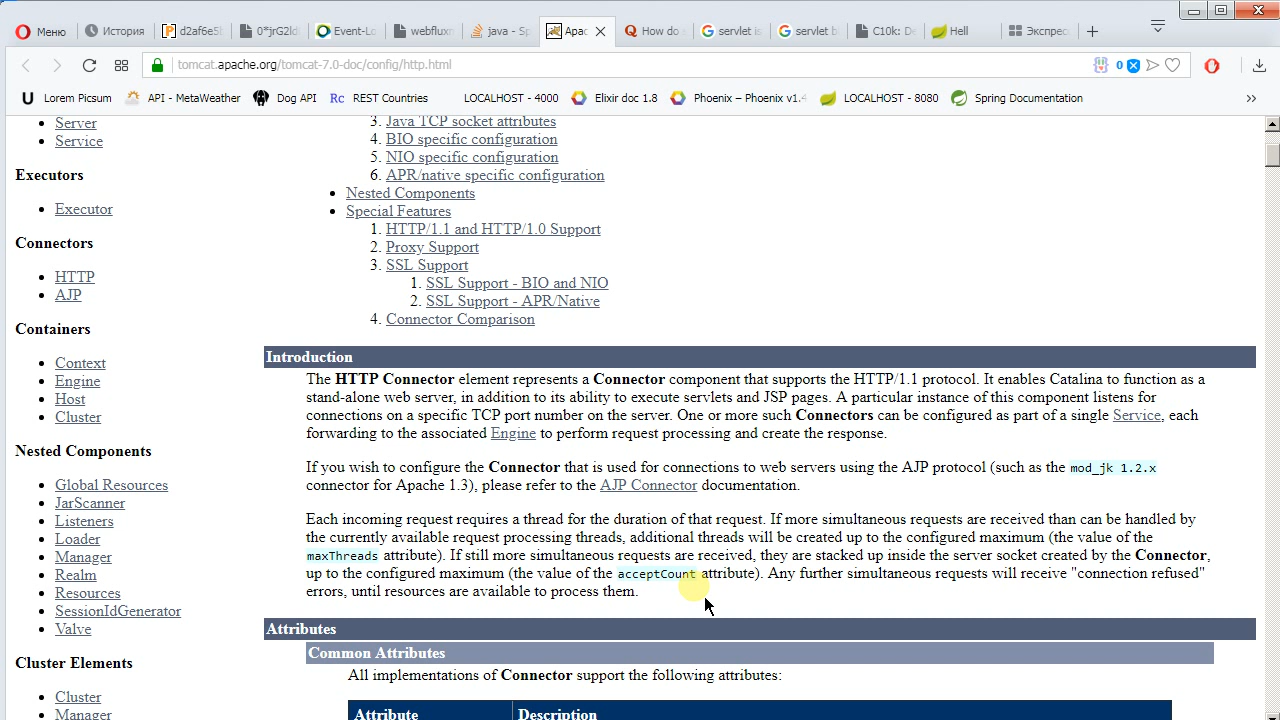 Меню
История
d2af6e5
0*jrG2ld
Event-Lo
webflux
java - Sp
Apac
How do
servlet is
servlet b
C10k: De
Hell
Экспрес
tomcat.apache.org/tomcat-7.0-doc/config/http.html
0
Lorem Picsum
API - MetaWeather
Dog API
Rc REST Countries
LOCALHOST - 4000
Elixir doc 1.8
Phoenix – Phoenix v1.4
LOCALHOST - 8080
Spring Documentation
»
• Server
• Service
Executors
• Executor
Connectors
• HTTP
• AJP
Containers
• Context
• Engine
• Host
• Cluster
Nested Components
• Global Resources
• JarScanner
• Listeners
• Loader
• Manager
• Realm
• Resources
• SessionIdGenerator
• Valve
Cluster Elements
• Cluster
• Manager
3. Java TCP socket attributes
4. BIO specific configuration
5. NIO specific configuration
6. APR/native specific configuration
• Nested Components
• Special Features
1. HTTP/1.1 and HTTP/1.0 Support
2. Proxy Support
3. SSL Support
1. SSL Support - BIO and NIO
2. SSL Support - APR/Native
4. Connector Comparison
Introduction
The HTTP Connector element represents a Connector component that supports the HTTP/1.1 protocol. It enables Catalina to function as a
stand-alone web server, in addition to its ability to execute servlets and JSP pages. A particular instance of this component listens for
connections on a specific TCP port number on the server. One or more such Connectors can be configured as part of a single Service, each
forwarding to the associated Engine to perform request processing and create the response.
If you wish to configure the Connector that is used for connections to web servers using the AJP protocol (such as the mod_jk 1.2.x
connector for Apache 1.3), please refer to the AJP Connector documentation.
Each incoming request requires a thread for the duration of that request. If more simultaneous requests are received than can be handled by
the currently available request processing threads, additional threads will be created up to the configured maximum (the value of the
maxThreads attribute). If still more simultaneous requests are received, they are stacked up inside the server socket created by the Connector,
up to the configured maximum (the value of the acceptCount attribute). Any further simultaneous requests will receive "connection refused"
errors, until resources are available to process them.
Attributes
Common Attributes
All implementations of Connector support the following attributes:
Attribute
Description